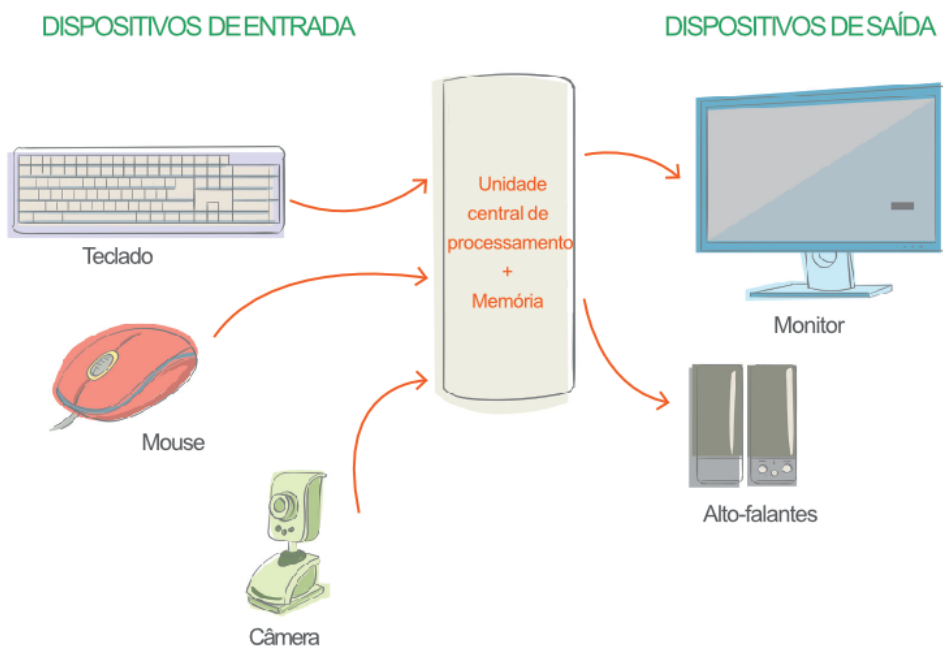 DISPOSITIVOS DE ENTRADA
DISPOSITIVOS DE SAÍDA
Teclado
Mouse
Câmera
Unidade
central de
processamento
+
Memória
Monitor
Alto-falantes